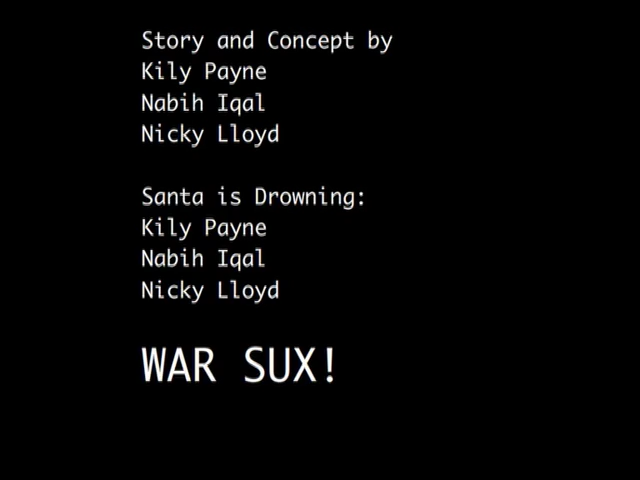 Story and Concept by
Kily Payne
Nabih Iqal
Nicky Lloyd
Santa is Drowning:
Kily Payne
Nabih Iqal
Nicky Lloyd
WAR SUX!